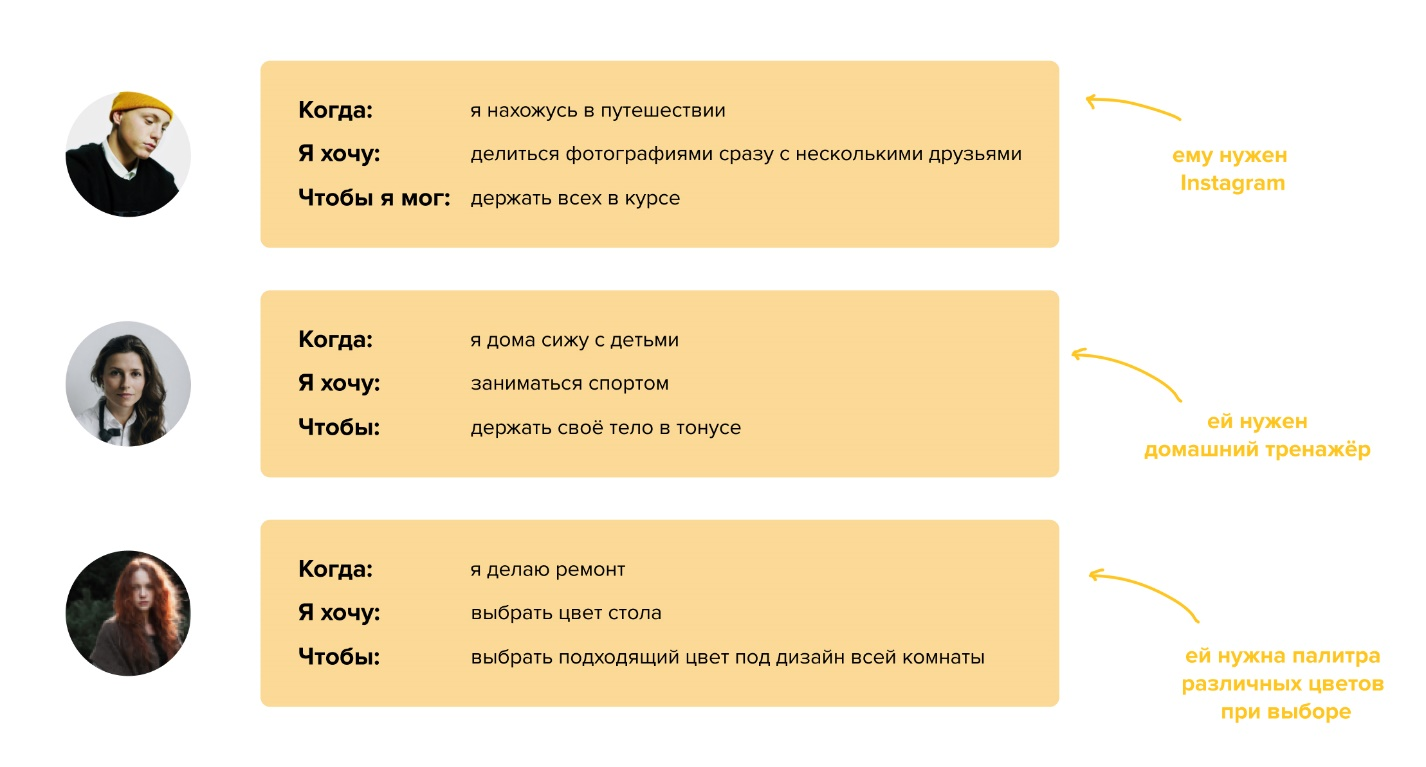 Когда: я нахожусь в путешествии
Я хочу: делиться фотографиями сразу с несколькими друзьями
Чтобы я мог: держать всех в курсе
ему нужен
Instagram
Когда: я дома сижу с детьми
Я хочу: заниматься спортом
Чтобы: держать своё тело в тонусе
ей нужен
домашний тренажёр
Когда: я делаю ремонт
Я хочу: выбрать цвет стола
Чтобы: выбрать подходящий цвет под дизайн всей комнаты
ей нужна палитра
различных цветов
при выборе